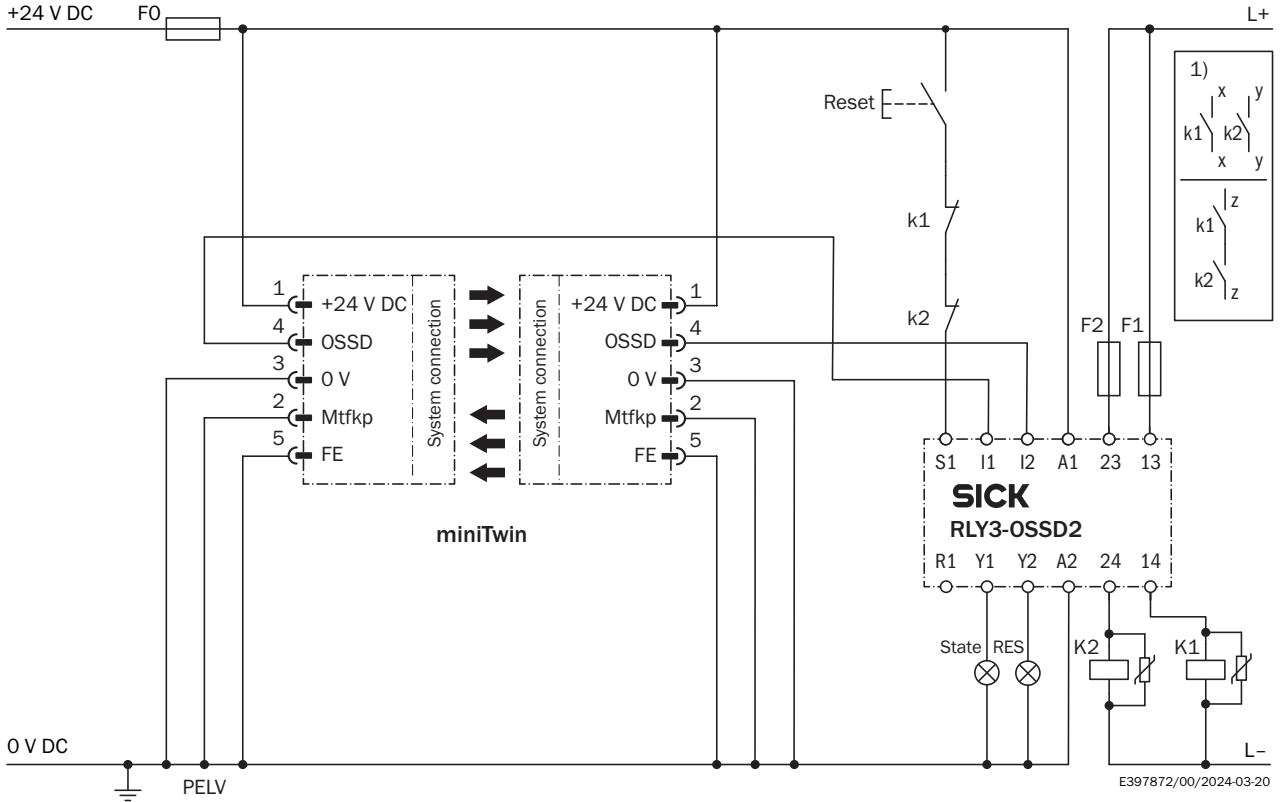 +24 V DC F0 L+
1)
x y
k1 k2
x y
z
k1
k2
z
Reset
k1
k2
F2 F1
1 +24 V DC
4 OSSD
3 0 V
2 Mtfkp
5 FE
System connection
System connection
+24 V DC 1
OSSD 4
0 V 3
Mtfkp 2
FE 5
miniTwin
S1 I1 I2 A1 23 13
SICK
RLY3-OSSD2
R1 Y1 Y2 A2 24 14
State RES K2 K1
0 V DC L–
PELV
E397872/00/2024-03-20